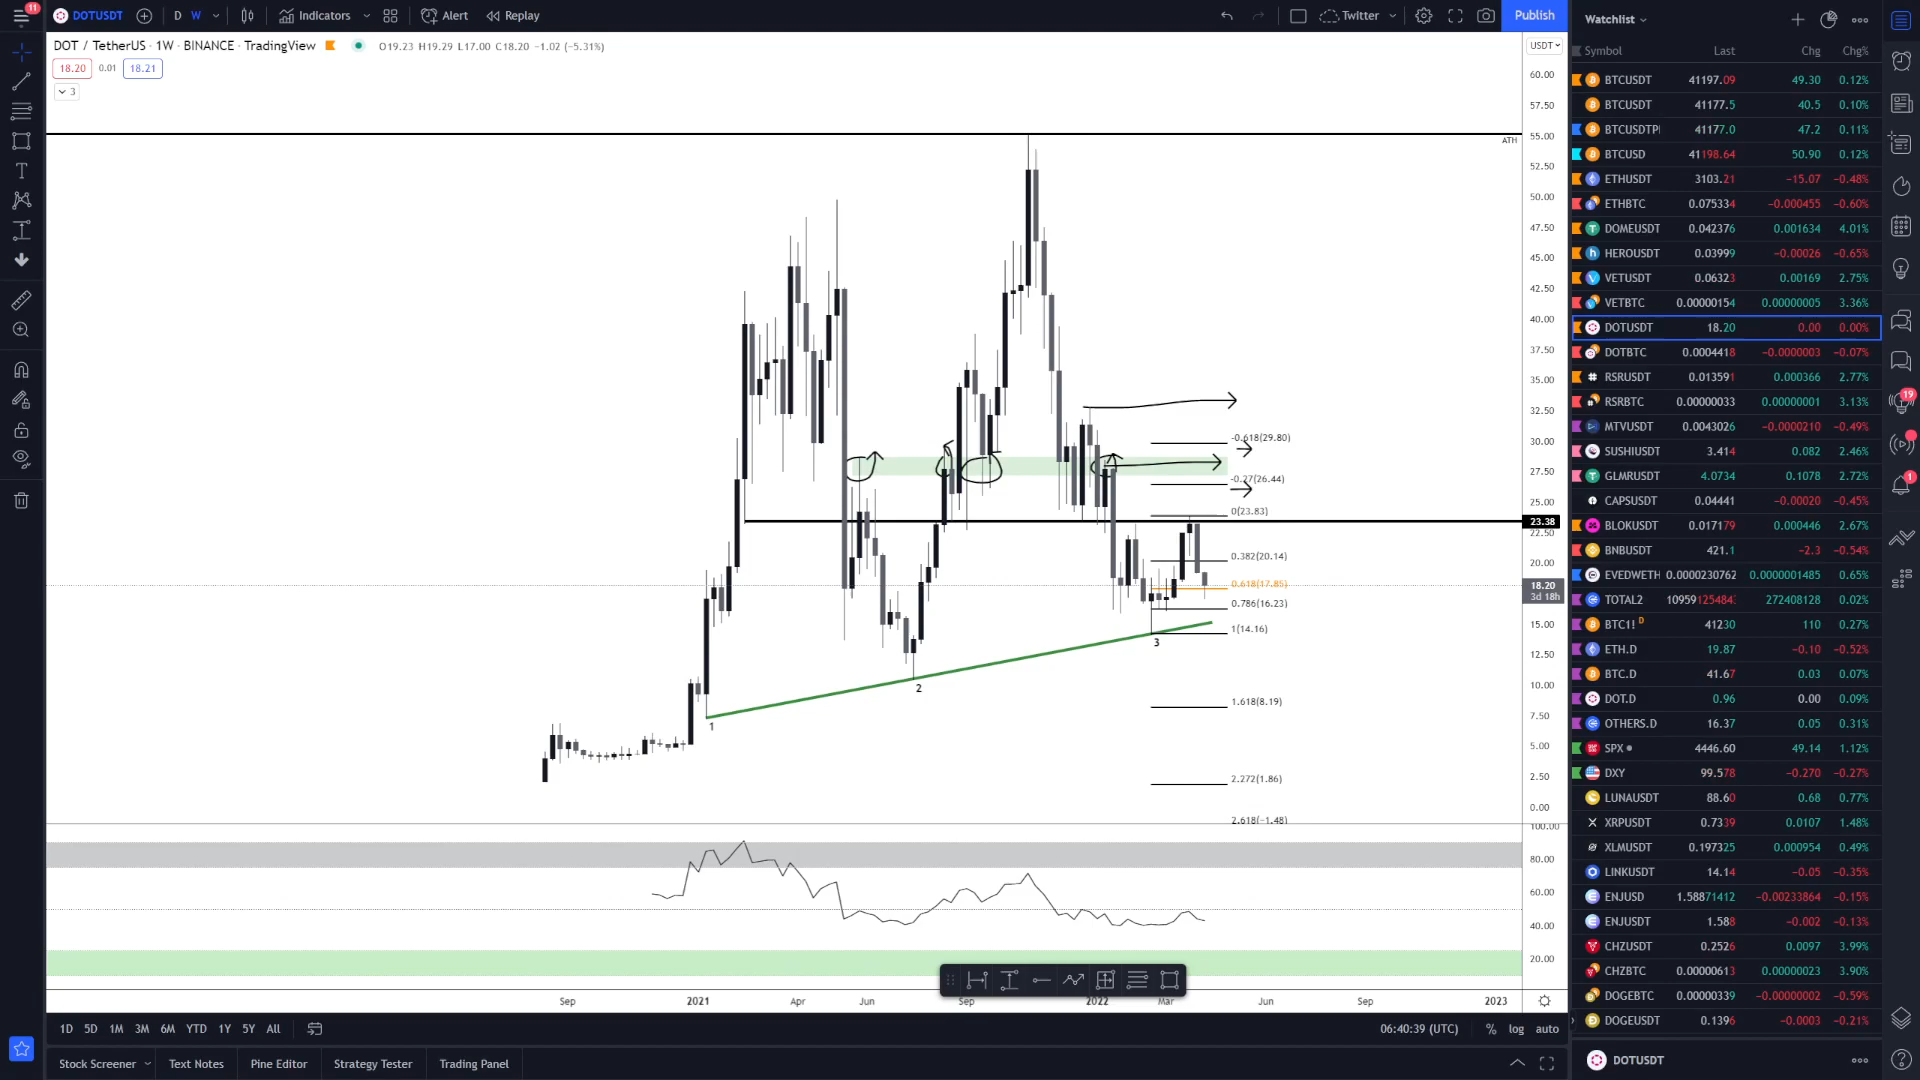 11
DOTUSDT
D
W
Indicators
Alert
Replay
Twitter
Publish
DOT / TetherUS · 1W · BINANCE · TradingView
O19.23 H19.29 L17.00 C18.20 −1.02 (−5.31%)
18.20
0.01
18.21
3
USDT
60.00
57.50
55.00
52.50
50.00
47.50
45.00
42.50
40.00
37.50
35.00
32.50
30.00
27.50
25.00
23.38
22.50
20.00
18.20
3d 18h
15.00
12.50
10.00
7.50
5.00
2.50
0.00
100.00
80.00
60.00
40.00
20.00
ATH
-0.618(29.80)
-0.27(26.44)
0(23.83)
0.382(20.14)
0.618(17.85)
0.786(16.23)
1(14.16)
1.618(8.19)
2.272(1.86)
2.618(−1.48)
1
2
3
Sep
2021
Apr
Jun
Sep
2022
Mar
Jun
Sep
2023
1D 5D 1M 3M 6M YTD 1Y 5Y All
06:40:39 (UTC)
% log auto
Stock Screener
Text Notes
Pine Editor
Strategy Tester
Trading Panel
Watchlist
Symbol Last Chg Chg%
BTCUSDT 41197.09 49.30 0.12%
BTCUSDT 41177.5 40.5 0.10%
BTCUSDTPI 41177.0 47.2 0.11%
BTCUSD 41198.64 50.90 0.12%
ETHUSDT 3103.21 −15.07 −0.48%
ETHBTC 0.075334 −0.000455 −0.60%
DOMEUSDT 0.042376 0.001634 4.01%
HEROUSDT 0.03999 −0.00026 −0.65%
VETUSDT 0.06323 0.00169 2.75%
VETBTC 0.00000154 0.00000005 3.36%
DOTUSDT 18.20 0.00 0.00%
DOTBTC 0.0004418 −0.0000003 −0.07%
RSRUSDT 0.013591 0.000366 2.77%
RSRBTC 0.00000033 0.00000001 3.13%
MTVUSDT 0.0043026 −0.0000210 −0.49%
SUSHIUSDT 3.414 0.082 2.46%
GLMRUSDT 4.0734 0.1078 2.72%
CAPSUSDT 0.04441 −0.00020 −0.45%
BLOKUSDT 0.017179 0.000446 2.67%
BNBUSDT 421.1 −2.3 −0.54%
EVEDWETH 0.0000230762 0.0000001485 0.65%
TOTAL2 10959125484 272408128 0.02%
BTC1! D 41230 110 0.27%
ETH.D 19.87 −0.10 −0.52%
BTC.D 41.67 0.03 0.07%
DOT.D 0.96 0.00 0.09%
OTHERS.D 16.37 0.05 0.31%
SPX 4446.60 49.14 1.12%
DXY 99.578 −0.270 −0.27%
LUNAUSDT 88.60 0.68 0.77%
XRPUSDT 0.7339 0.0107 1.48%
XLMUSDT 0.197325 0.000954 0.49%
LINKUSDT 14.14 −0.05 −0.35%
ENJUSD 1.58871412 −0.00233864 −0.15%
ENJUSDT 1.588 −0.002 −0.13%
CHZUSDT 0.2526 0.0097 3.99%
CHZBTC 0.00000613 0.00000023 3.90%
DOGEBTC 0.00000339 −0.00000002 −0.59%
DOGEUSDT 0.1396 −0.0003 −0.21%
DOTUSDT
19
1